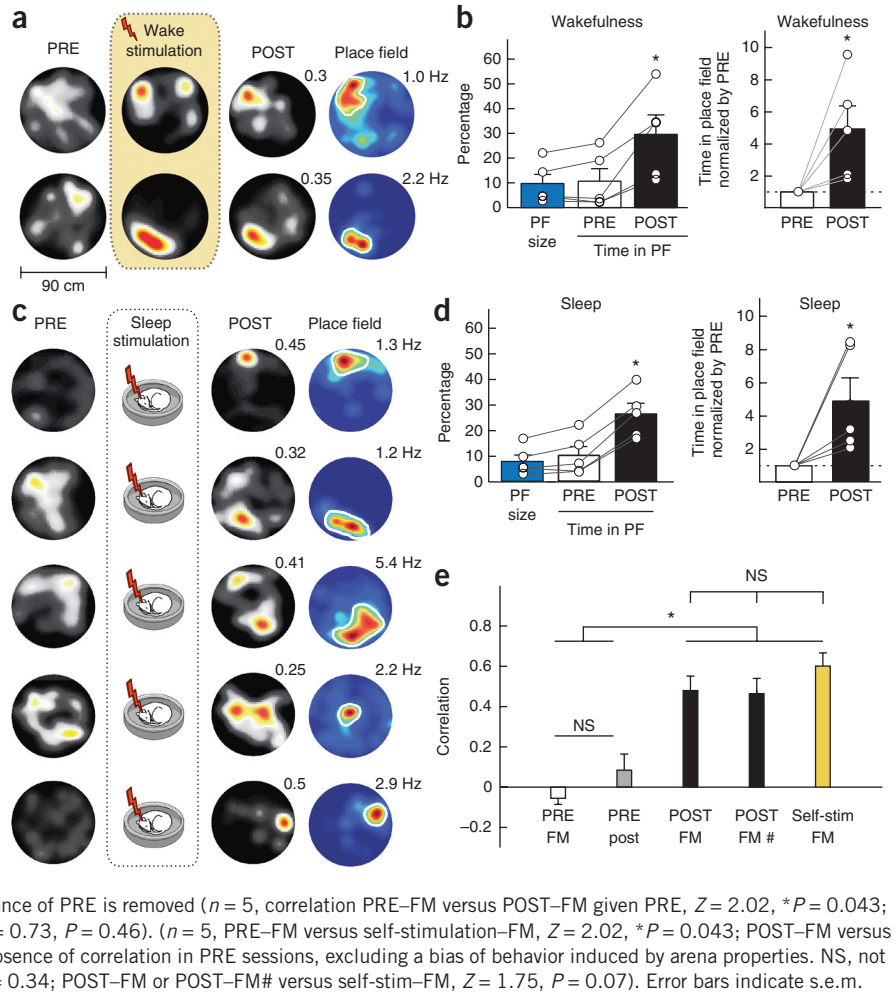 a
PRE
Wake
stimulation
POST
Place field
0.3
1.0 Hz
0.35
2.2 Hz
90 cm
b
Wakefulness
Percentage
60
50
40
30
20
10
0
*
PF
size
PRE
POST
Time in PF
Wakefulness
Time in place field
normalized by PRE
10
8
6
4
2
*
PRE
POST
c
PRE
Sleep
stimulation
POST
Place field
0.45
1.3 Hz
0.32
1.2 Hz
0.41
5.4 Hz
0.25
2.2 Hz
0.5
2.9 Hz
d
Sleep
Percentage
60
50
40
30
20
10
0
*
PF
size
PRE
POST
Time in PF
Sleep
Time in place field
normalized by PRE
10
8
6
4
2
*
PRE
POST
e
NS
*
NS
Correlation
0.8
0.6
0.4
0.2
0
–0.2
PRE
FM
PRE
post
POST
FM
POST
FM #
Self-stim
FM
ence of PRE is removed (n = 5, correlation PRE–FM versus POST–FM given PRE, Z = 2.02, *P = 0.043;
= 0.73, P = 0.46). (n = 5, PRE–FM versus self-stimulation–FM, Z = 2.02, *P = 0.043; POST–FM versus
osence of correlation in PRE sessions, excluding a bias of behavior induced by arena properties. NS, not
= 0.34; POST–FM or POST–FM# versus self-stim–FM, Z = 1.75, P = 0.07). Error bars indicate s.e.m.